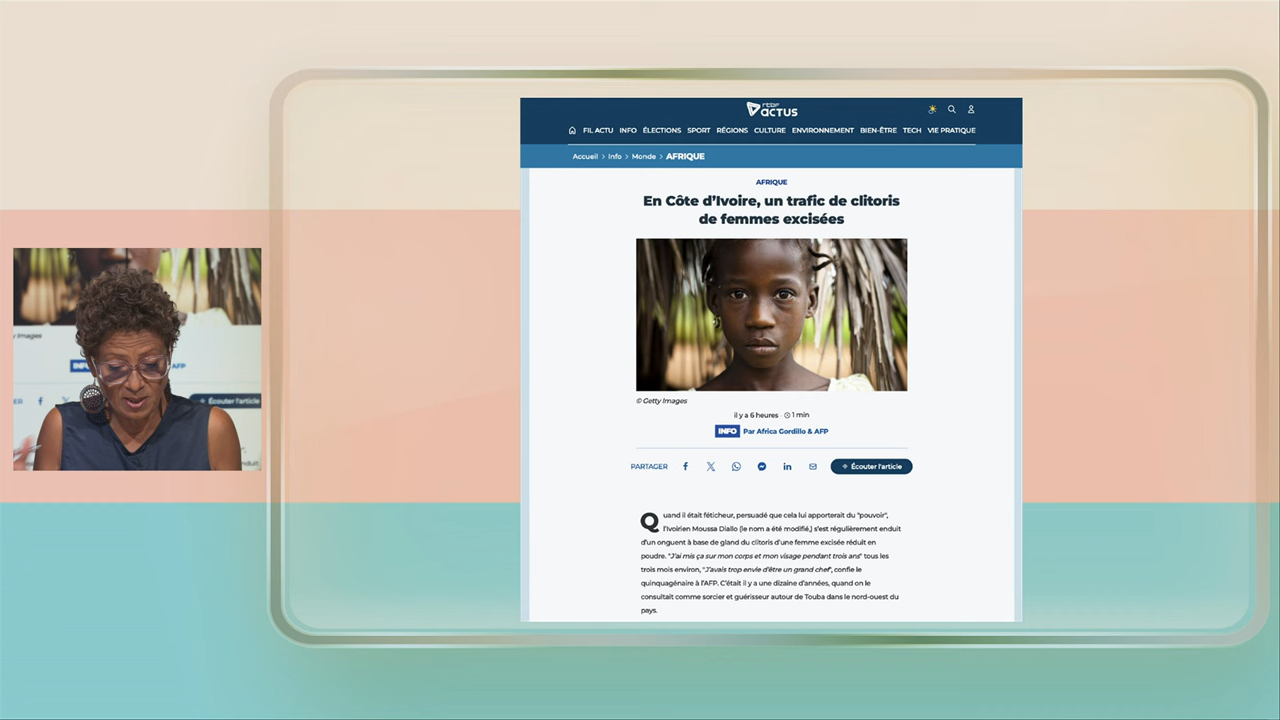 rtbf
ACTUS
FIL ACTU INFO ÉLECTIONS SPORT RÉGIONS CULTURE ENVIRONNEMENT BIEN-ÊTRE TECH VIE PRATIQUE
Accueil > Info > Monde > AFRIQUE
AFRIQUE
En Côte d'Ivoire, un trafic de clitoris
de femmes excisées
© Getty Images
il y a 6 heures · 1 min
INFO Par Africa Gordillo & AFP
PARTAGER Écouter l'article
Quand il était féticheur, persuadé que cela lui apporterait du "pouvoir",
l'Ivoirien Moussa Diallo (le nom a été modifié,) s'est régulièrement enduit
d'un onguent à base de gland du clitoris d'une femme excisée réduit en
poudre. "J'ai mis ça sur mon corps et mon visage pendant trois ans" tous les
trois mois environ, "J'avais trop envie d'être un grand chef", confie le
quinquagénaire à l'AFP. C'était il y a une dizaine d'années, quand on le
consultait comme sorcier et guérisseur autour de Touba dans le nord-ouest du
pays.
y Images
INF AFP
ER Écouter l'article